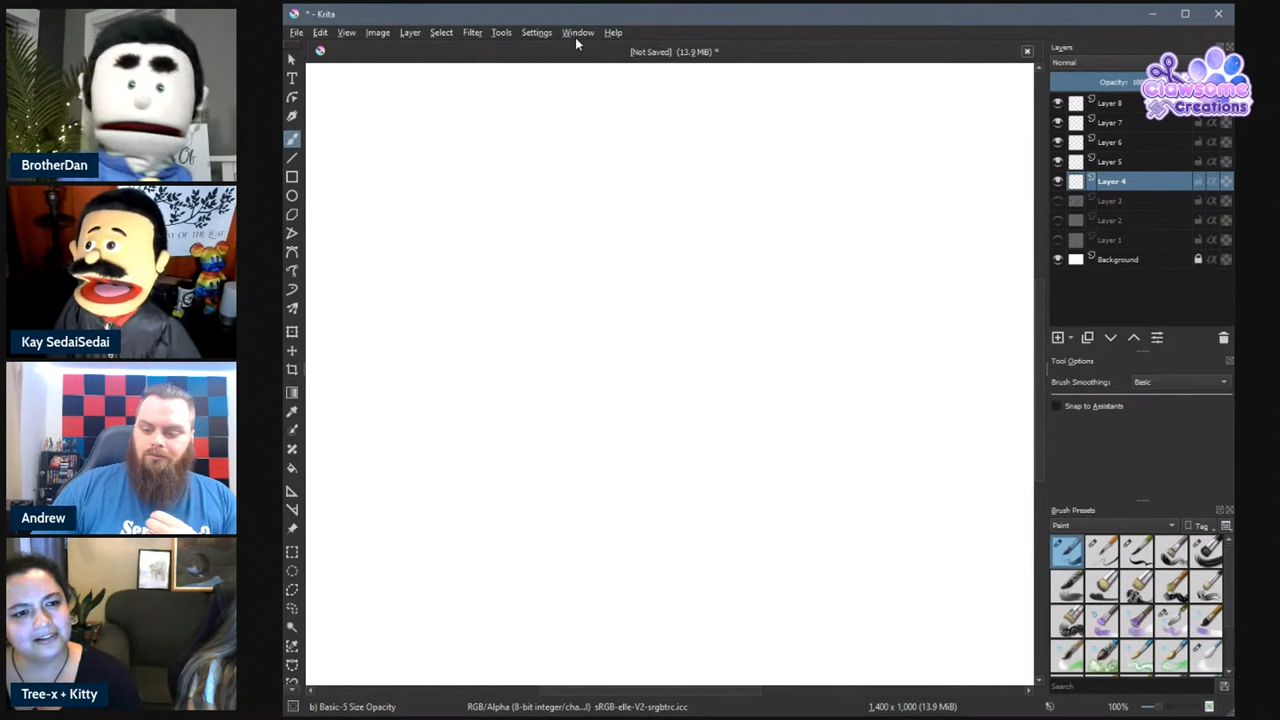 BrotherDan
Kay SedaiSedai
Andrew
Tree-x + Kitty
* - Krita
File Edit View Image Layer Select Filter Tools Settings Window Help
[Not Saved] (13.9 MB) *
Layers
Normal
Opacity: 100
Clawsome
Creations
Layer 8
Layer 7
Layer 6
Layer 5
Layer 4
Layer 3
Layer 2
Layer 1
Background
Tool Options
Brush Smoothing: Basic
Snap to Assistants
Brush Presets
Paint
Tag
Search
b) Basic-5 Size Opacity
RGB/Alpha (8-bit integer/cha...l) sRGB-elle-V2-srgbtrc.icc
1,400 x 1,000 (13.9 MiB)
100%